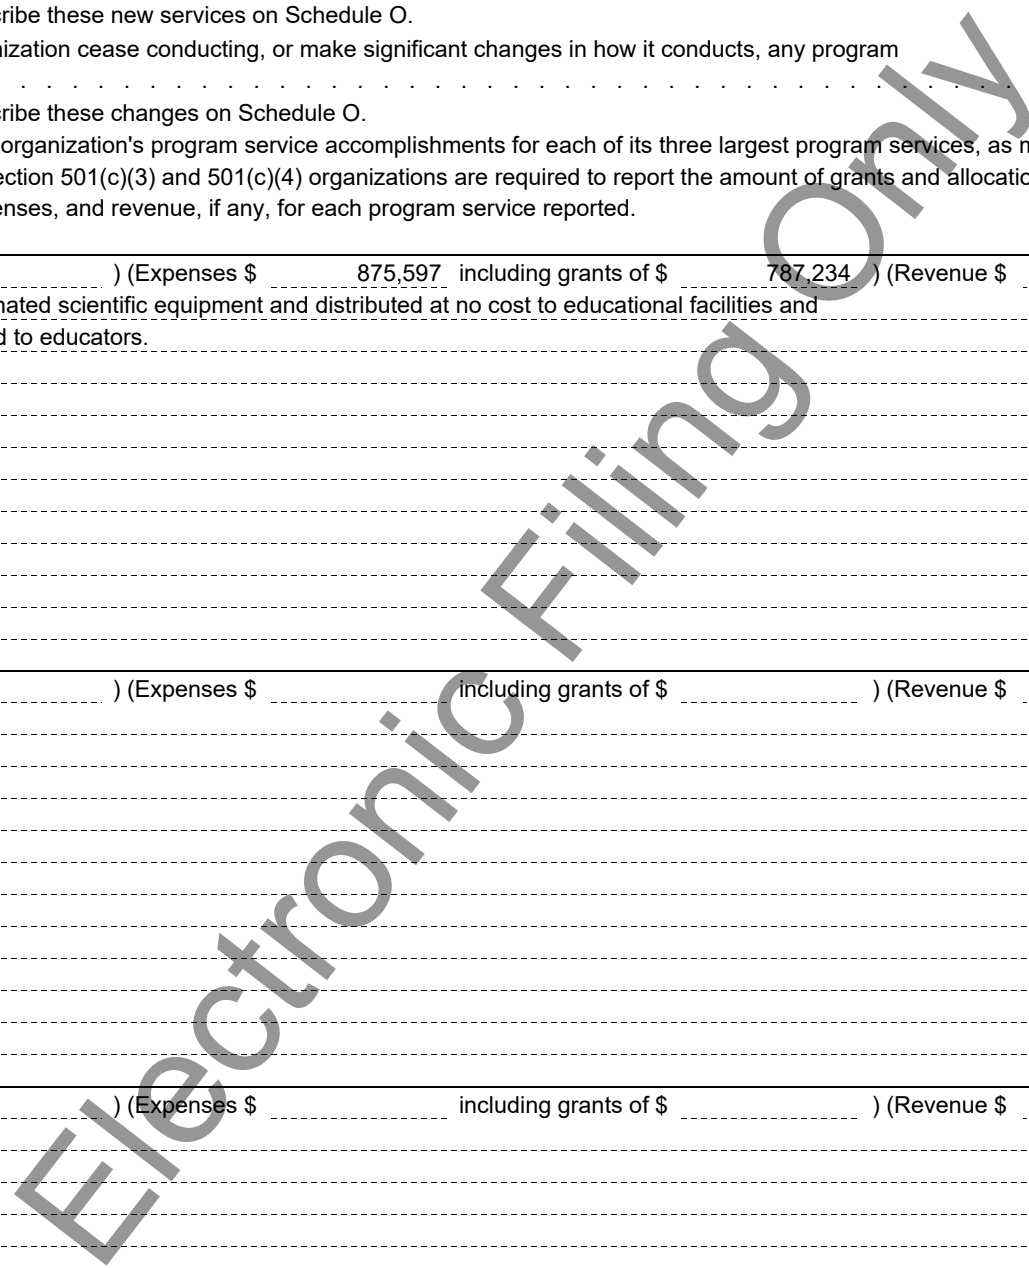 ribe these new services on Schedule O.
nization cease conducting, or make significant changes in how it conducts, any program
. . . . . . . . . . . . . . . . . . . . . . . . . . . . . . . . . . . . . . .
ribe these changes on Schedule O.
organization's program service accomplishments for each of its three largest program services, as m
ection 501(c)(3) and 501(c)(4) organizations are required to report the amount of grants and allocatio
enses, and revenue, if any, for each program service reported.
) (Expenses $ 875,597 including grants of $ 787,234 ) (Revenue $
nated scientific equipment and distributed at no cost to educational facilities and
d to educators.
) (Expenses $ including grants of $ ) (Revenue $
) (Expenses $ including grants of $ ) (Revenue $
Electronic Filing Only